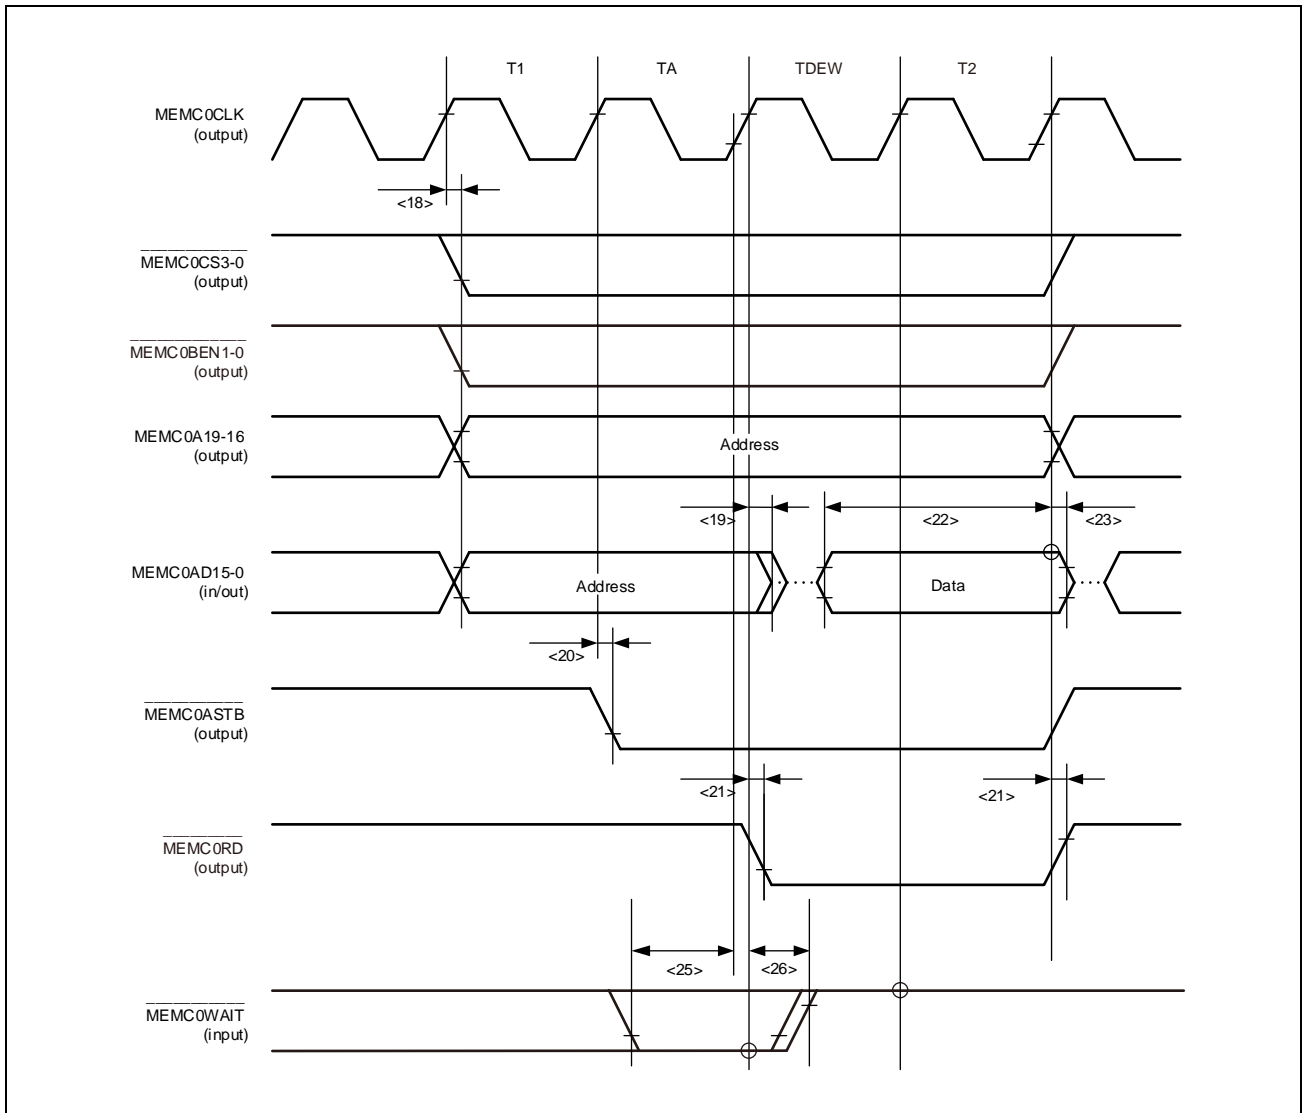 T1 TA TDEW T2
MEMC0CLK
(output)
<18>
MEMC0CS3-0
(output)
MEMC0BEN1-0
(output)
MEMC0A19-16
(output)
Address
<19> <22> <23>
MEMC0AD15-0
(in/out)
Address Data
<20>
MEMC0ASTB
(output)
<21> <21>
MEMC0RD
(output)
<25> <26>
MEMC0WAIT
(input)